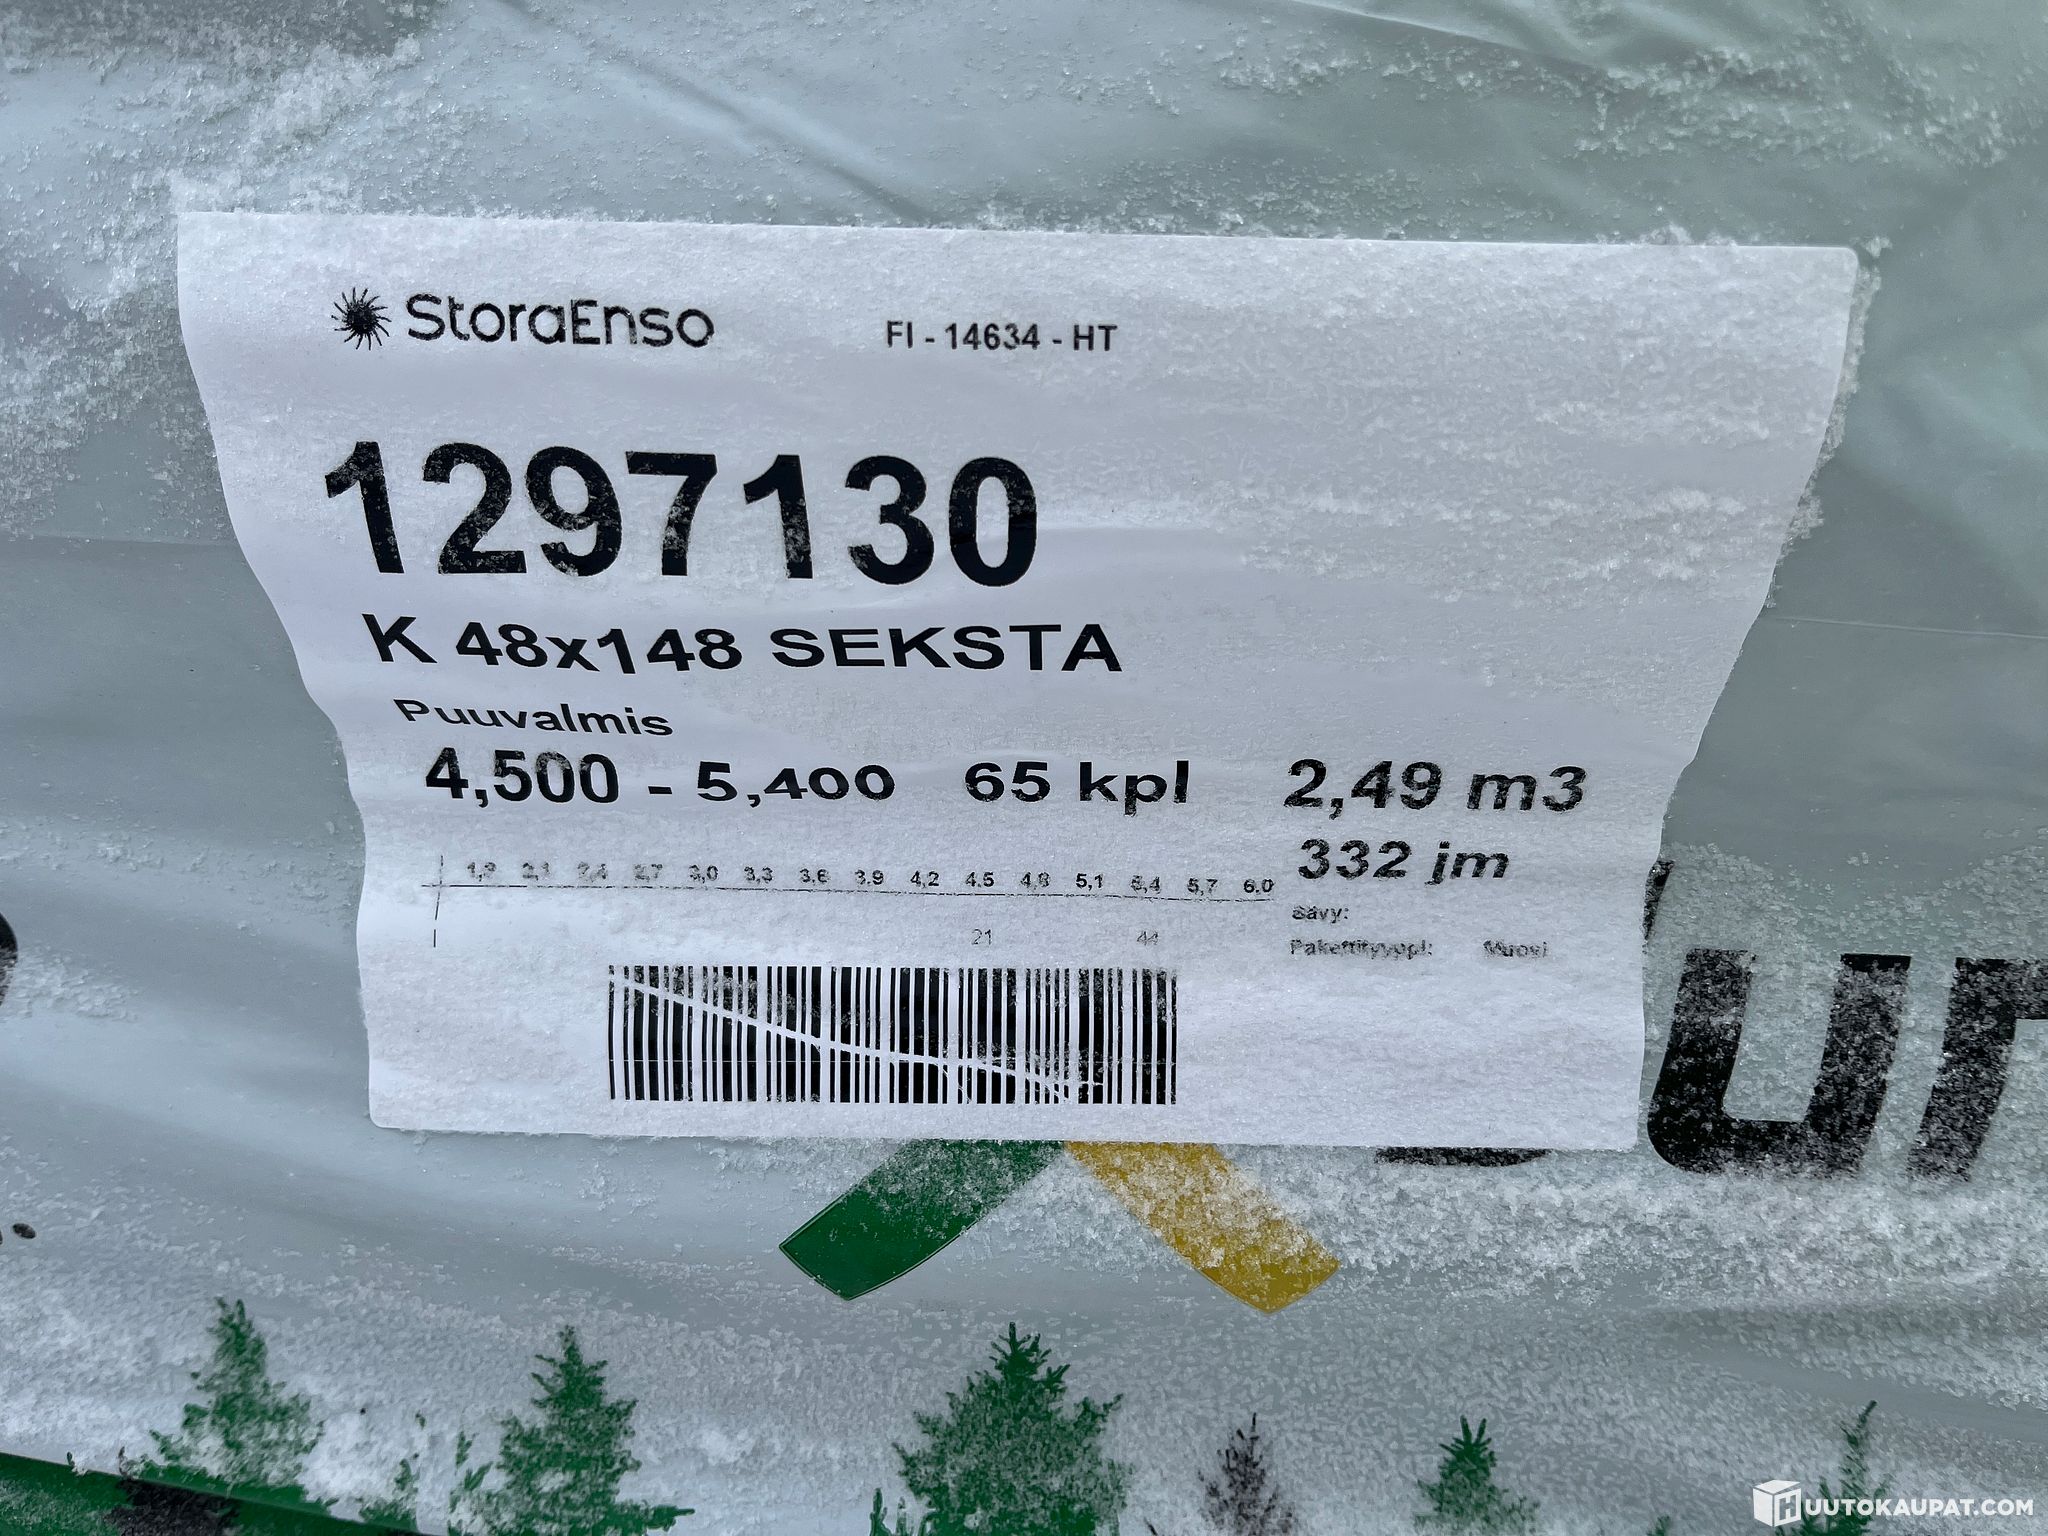 StoraEnso FI - 14634 - HT
1297130
K 48x148 SEKSTA
Puuvalmis
4,500 - 5,400 65 kpl 2,49 m3
332 jm
1,8 2,1 2,4 2,7 3,0 3,3 3,6 3,9 4,2 4,5 4,8 5,1 5,4 5,7 6,0
Sävy:
21 44
Pakettityyppi: Muovi
HUUTOKAUPAT.COM